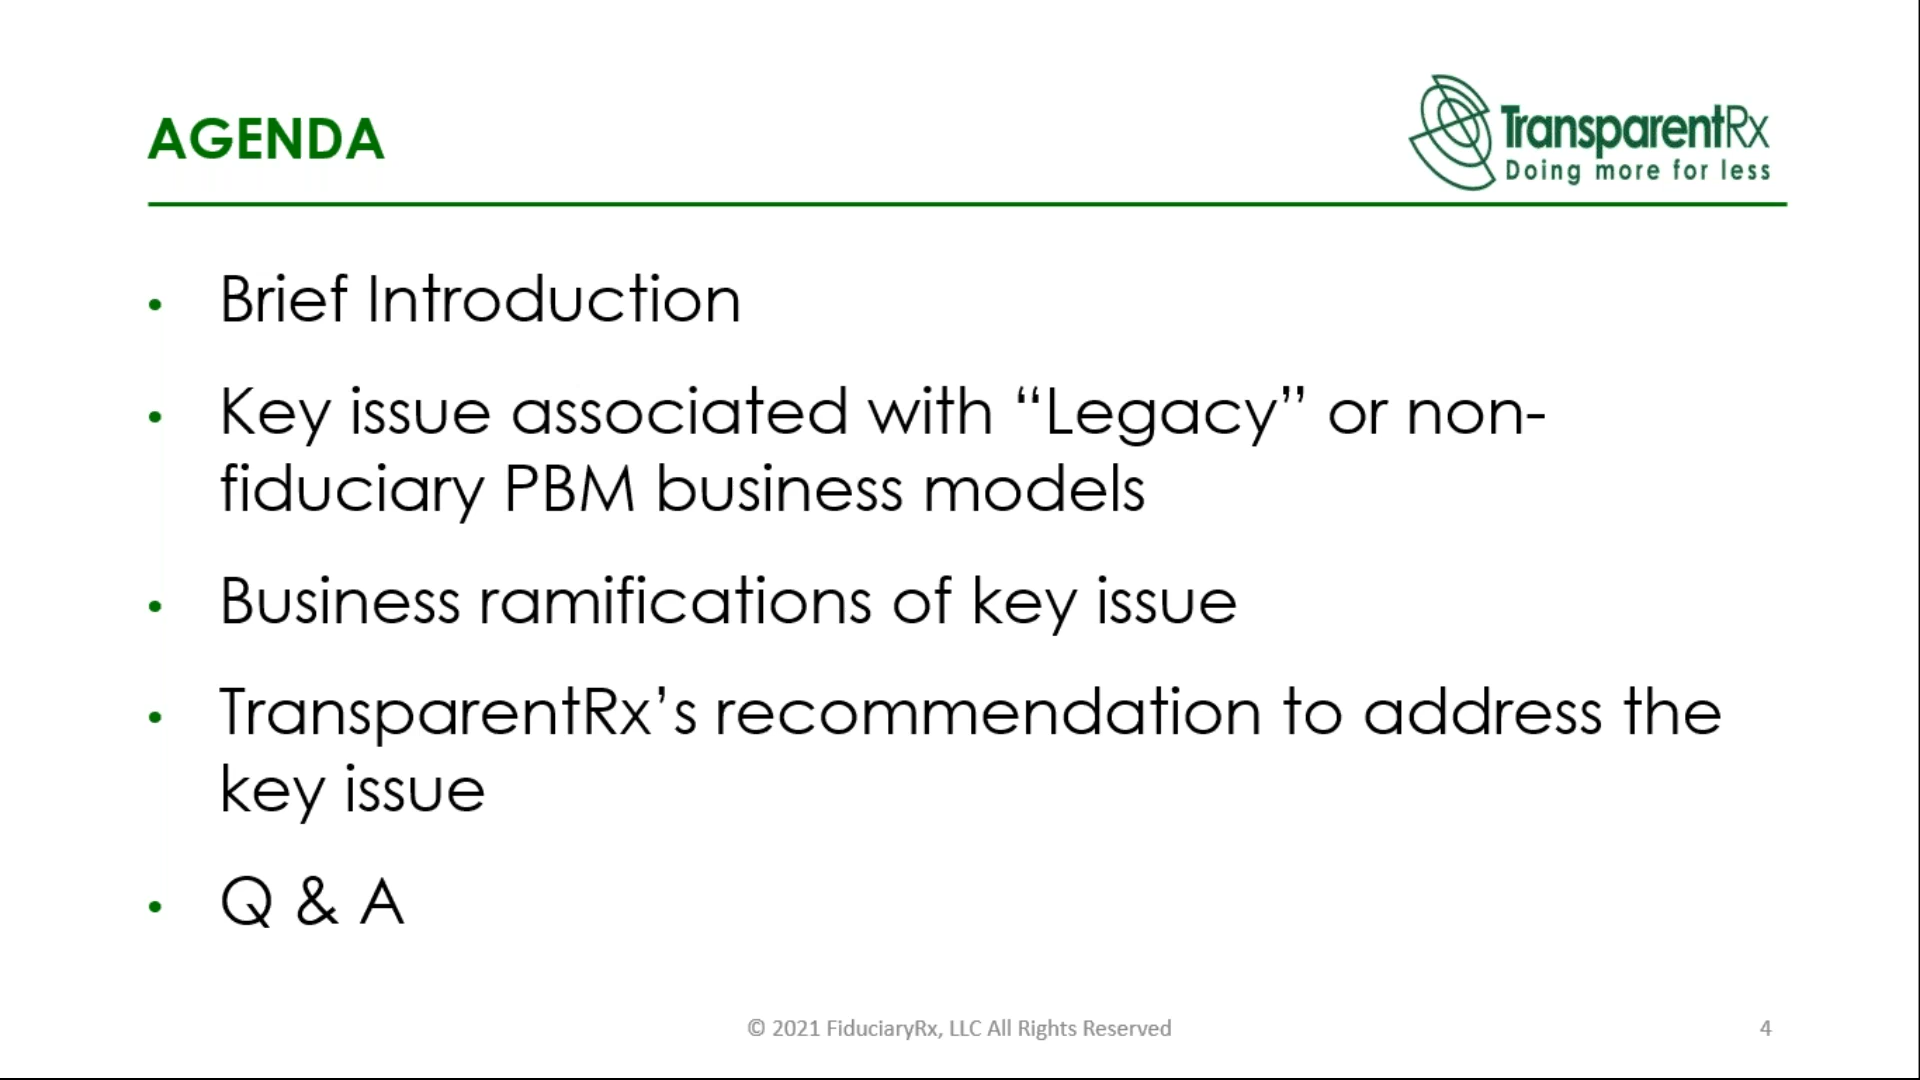 AGENDA
TransparentRx
Doing more for less
• Brief Introduction
• Key issue associated with “Legacy” or non-
fiduciary PBM business models
• Business ramifications of key issue
• TransparentRx’s recommendation to address the
key issue
• Q & A
© 2021 FiduciaryRx, LLC All Rights Reserved
4